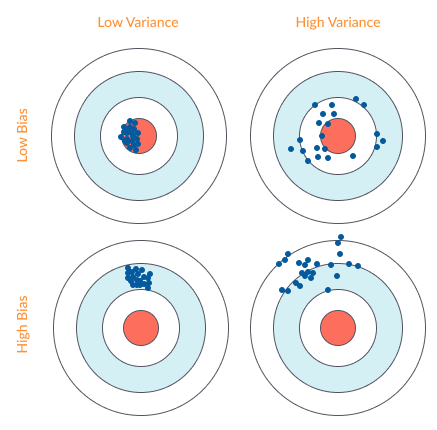 Low Variance
High Variance
Low Bias
High Bias